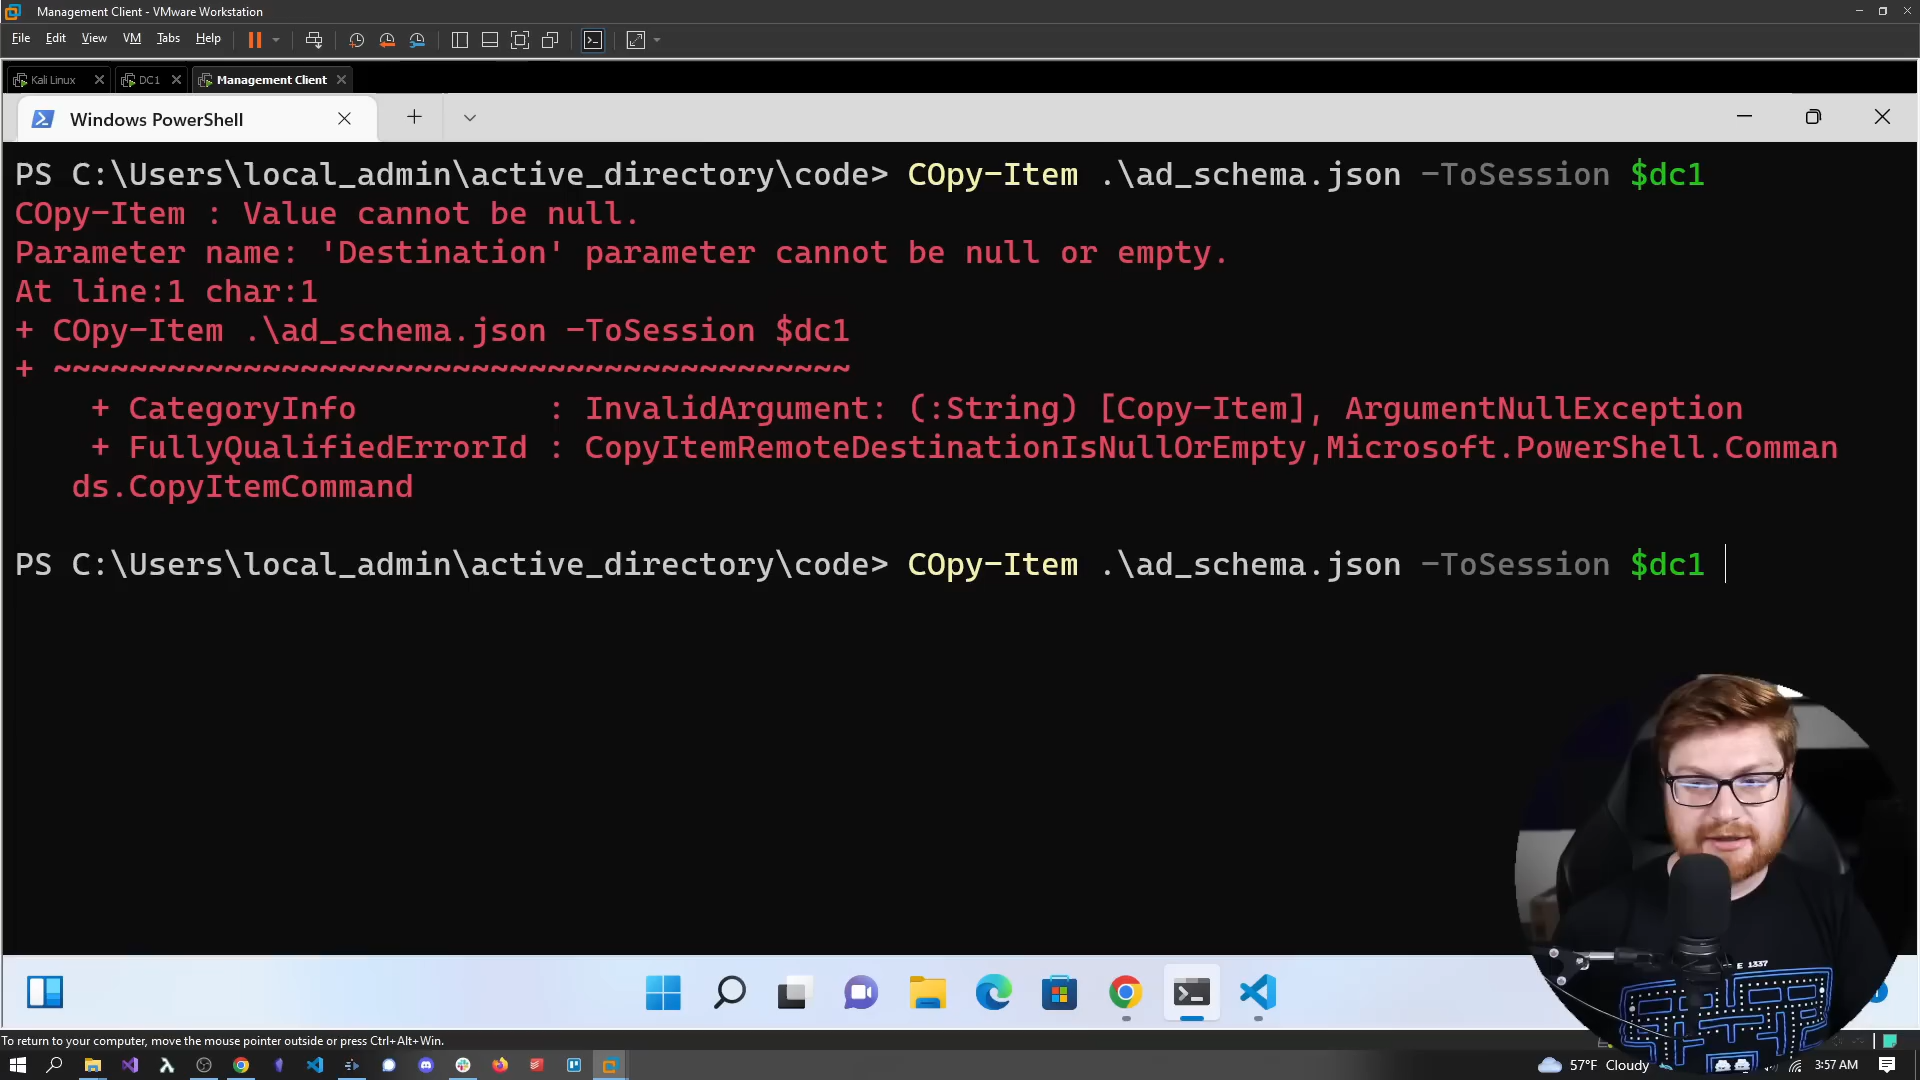 Management Client - VMware Workstation
File Edit View VM Tabs Help
Kali Linux DC1 Management Client
Windows PowerShell
PS C:\Users\local_admin\active_directory\code> COpy-Item .\ad_schema.json -ToSession $dc1
COpy-Item : Value cannot be null.
Parameter name: 'Destination' parameter cannot be null or empty.
At line:1 char:1
+ COpy-Item .\ad_schema.json -ToSession $dc1
+ ~~~~~~~~~~~~~~~~~~~~~~~~~~~~~~~~~~~~~~~~~~
+ CategoryInfo : InvalidArgument: (:String) [Copy-Item], ArgumentNullException
+ FullyQualifiedErrorId : CopyItemRemoteDestinationIsNullOrEmpty,Microsoft.PowerShell.Comman
ds.CopyItemCommand
PS C:\Users\local_admin\active_directory\code> COpy-Item .\ad_schema.json -ToSession $dc1
E 1337
To return to your computer, move the mouse pointer outside or press Ctrl+Alt+Win.
57°F Cloudy 3:57 AM